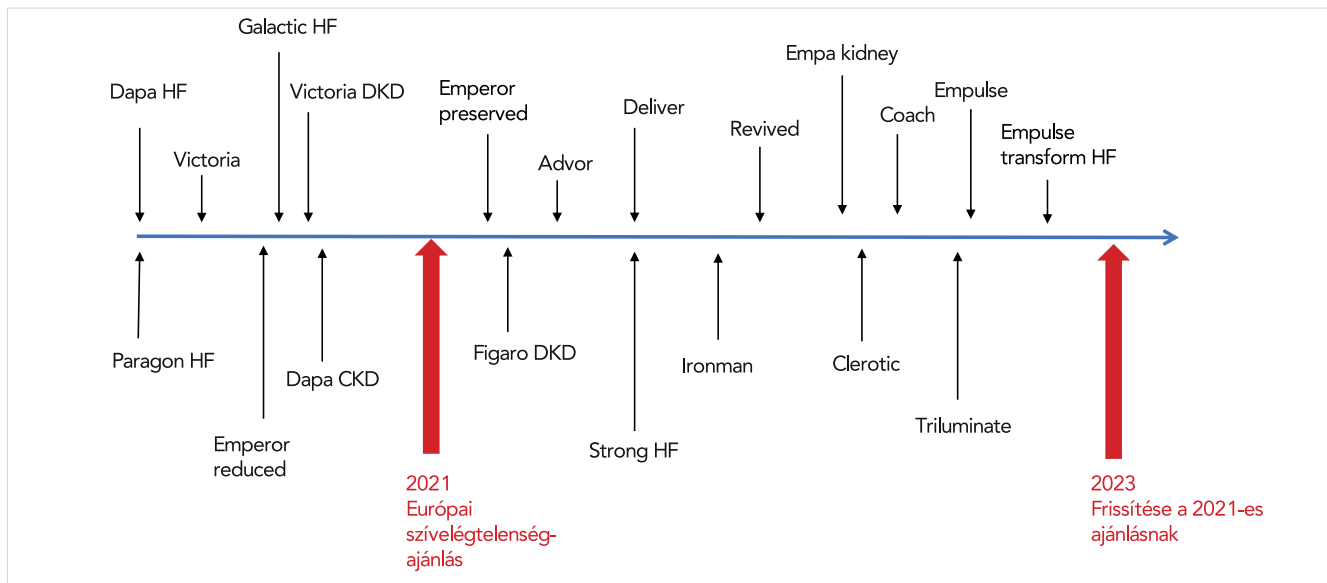 Galactic HF
Dapa HF
Victoria
Victoria DKD
Emperor
preserved
Advor
Deliver
Revived
Empa kidney
Coach
Empulse
Empulse
transform HF
Paragon HF
Emperor
reduced
Dapa CKD
Figaro DKD
Strong HF
Ironman
Clerotic
Triluminate
2021
Európai
szívelégtelenség-
ajánlás
2023
Frissítése a 2021-es
ajánlásnak